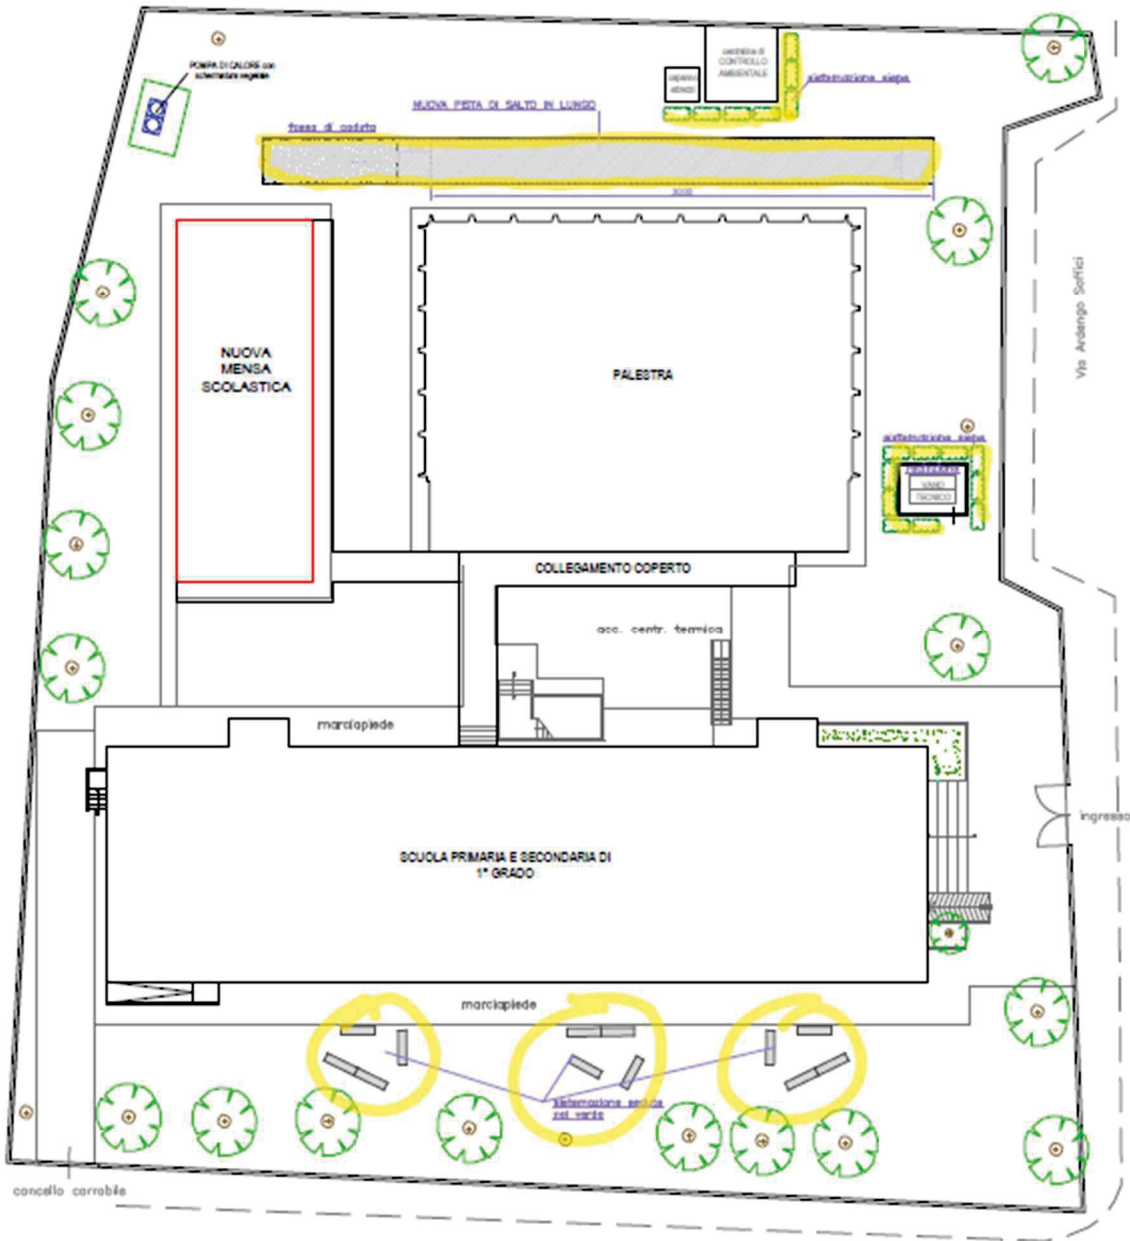 POMPA DI CALORE con
schermatura vegetale
centralina di
CONTROLLO
AMBIENTALE
sistemazione siepe
NUOVA PISTA DI SALTO IN LUNGO
fossa di caduta
Via Ardengo Soffici
NUOVA
MENSA
SCOLASTICA
PALESTRA
sistemazione siepe
VANO
TECNICO
COLLEGAMENTO COPERTO
acc. centr. termica
marciapiede
ingresso
SCUOLA PRIMARIA E SECONDARIA DI
1° GRADO
marciapiede
sistemazione sedute
nel verde
cancello carrabile